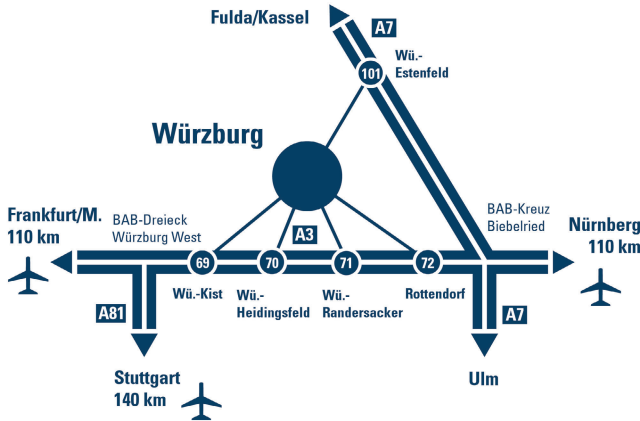 Fulda/Kassel
A7
101
Wü.-
Estenfeld
Würzburg
Frankfurt/M.
110 km
BAB-Dreieck
Würzburg West
A3
BAB-Kreuz
Biebelried
Nürnberg
110 km
69
70
71
72
Wü.-Kist
Wü.-
Heidingsfeld
Wü.-
Randersacker
Rottendorf
A81
A7
Stuttgart
140 km
Ulm